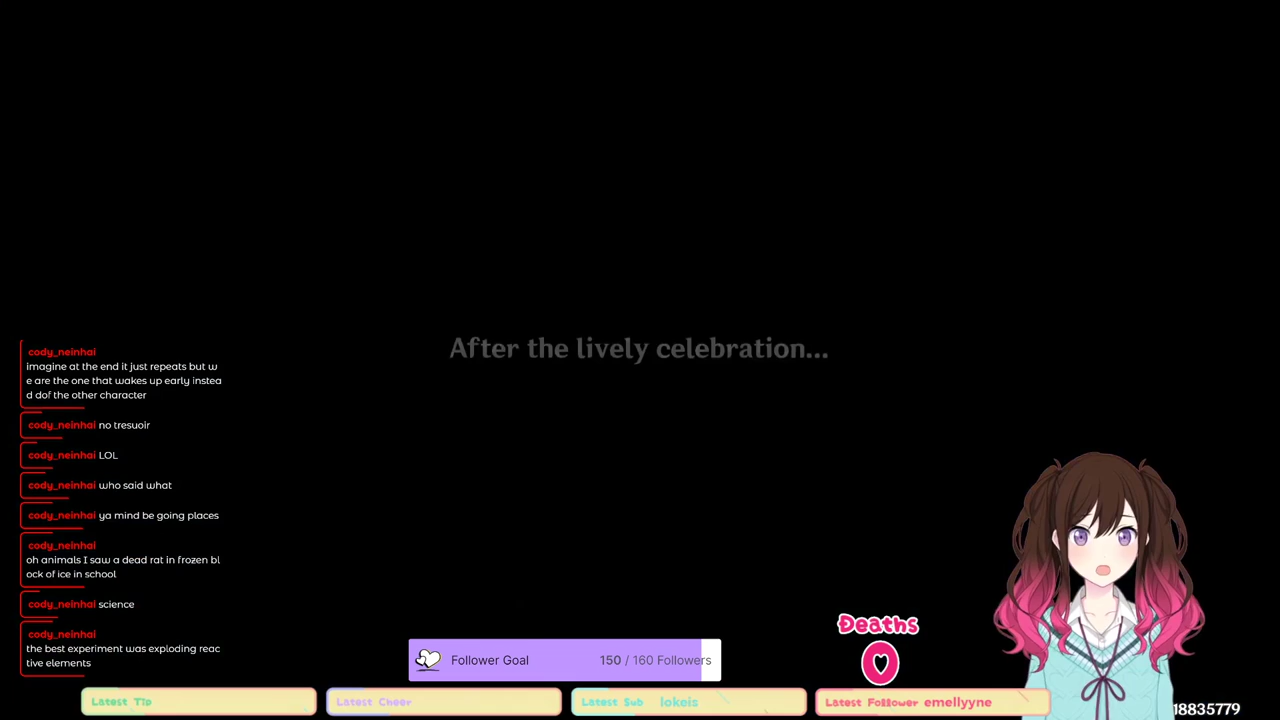 After the lively celebration...
cody_neinhai
imagine at the end it just repeats but w
e are the one that wakes up early instea
d dof the other character
cody_neinhai no tresuoir
cody_neinhai LOL
cody_neinhai who said what
cody_neinhai ya mind be going places
cody_neinhai
oh animals I saw a dead rat in frozen bl
ock of ice in school
cody_neinhai science
cody_neinhai
the best experiment was exploding reac
tive elements
Deaths
Follower Goal 150 / 160 Followers
Latest Tip
Latest Cheer
Latest Sub lokeis
Latest Follower emellyyne
18835779